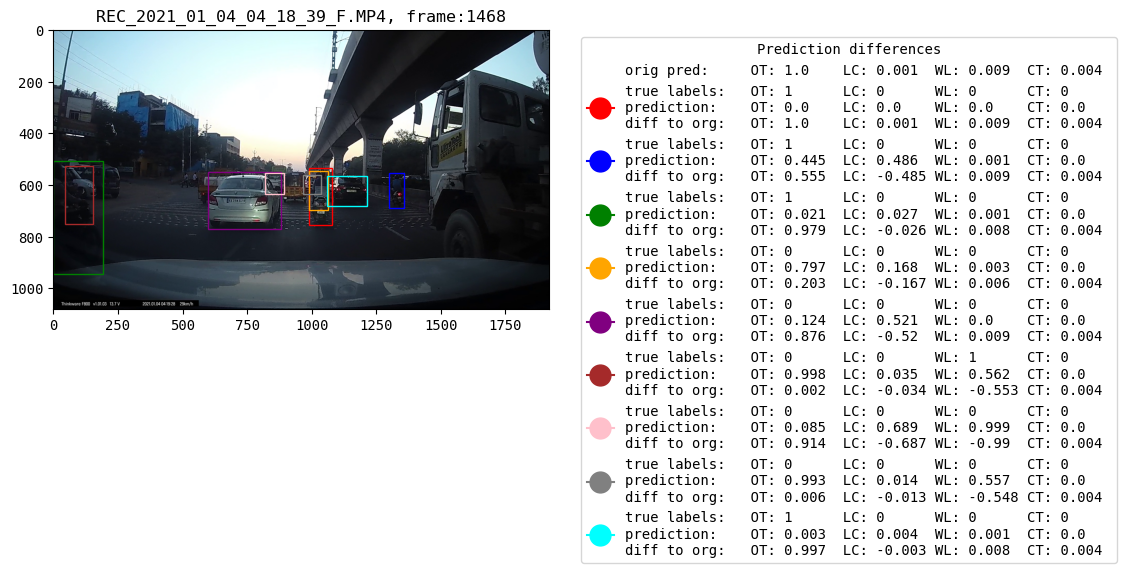 REC_2021_01_04_04_18_39_F.MP4, frame:1468
0
200
400
600
800
1000
0 250 500 750 1000 1250 1500 1750
Prediction differences
orig pred: OT: 1.0 LC: 0.001 WL: 0.009 CT: 0.004
true labels: OT: 1 LC: 0 WL: 0 CT: 0
prediction: OT: 0.0 LC: 0.0 WL: 0.0 CT: 0.0
diff to org: OT: 1.0 LC: 0.001 WL: 0.009 CT: 0.004
true labels: OT: 1 LC: 0 WL: 0 CT: 0
prediction: OT: 0.445 LC: 0.486 WL: 0.001 CT: 0.0
diff to org: OT: 0.555 LC: -0.485 WL: 0.009 CT: 0.004
true labels: OT: 1 LC: 0 WL: 0 CT: 0
prediction: OT: 0.021 LC: 0.027 WL: 0.001 CT: 0.0
diff to org: OT: 0.979 LC: -0.026 WL: 0.008 CT: 0.004
true labels: OT: 0 LC: 0 WL: 0 CT: 0
prediction: OT: 0.797 LC: 0.168 WL: 0.003 CT: 0.0
diff to org: OT: 0.203 LC: -0.167 WL: 0.006 CT: 0.004
true labels: OT: 0 LC: 0 WL: 0 CT: 0
prediction: OT: 0.124 LC: 0.521 WL: 0.0 CT: 0.0
diff to org: OT: 0.876 LC: -0.52 WL: 0.009 CT: 0.004
true labels: OT: 0 LC: 0 WL: 1 CT: 0
prediction: OT: 0.998 LC: 0.035 WL: 0.562 CT: 0.0
diff to org: OT: 0.002 LC: -0.034 WL: -0.553 CT: 0.004
true labels: OT: 0 LC: 0 WL: 0 CT: 0
prediction: OT: 0.085 LC: 0.689 WL: 0.999 CT: 0.0
diff to org: OT: 0.914 LC: -0.687 WL: -0.99 CT: 0.004
true labels: OT: 0 LC: 0 WL: 0 CT: 0
prediction: OT: 0.993 LC: 0.014 WL: 0.557 CT: 0.0
diff to org: OT: 0.006 LC: -0.013 WL: -0.548 CT: 0.004
true labels: OT: 1 LC: 0 WL: 0 CT: 0
prediction: OT: 0.003 LC: 0.004 WL: 0.001 CT: 0.0
diff to org: OT: 0.997 LC: -0.003 WL: 0.008 CT: 0.004